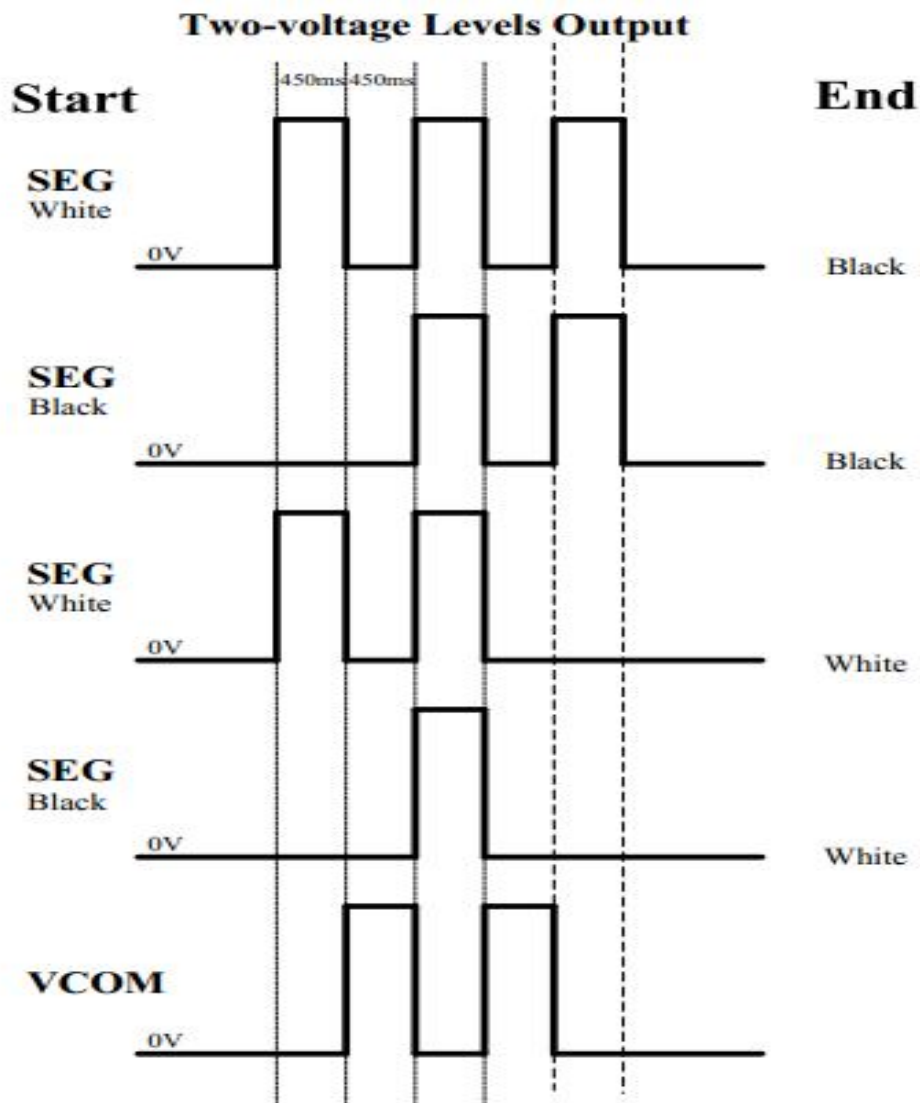 Two-voltage Levels Output
450ms 450ms
Start
End
SEG
White
0V
Black
SEG
Black
0V
Black
SEG
White
0V
White
SEG
Black
0V
White
VCOM
0V